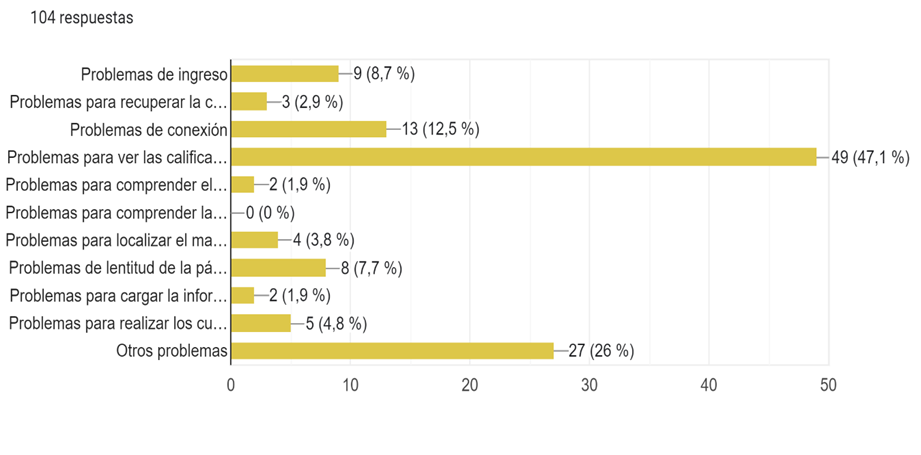 104 respuestas
Problemas de ingreso 9 (8,7 %)
Problemas para recuperar la c... 3 (2,9 %)
Problemas de conexión 13 (12,5 %)
Problemas para ver las califica... 49 (47,1 %)
Problemas para comprender el... 2 (1,9 %)
Problemas para comprender la... 0 (0 %)
Problemas para localizar el ma... 4 (3,8 %)
Problemas de lentitud de la pá... 8 (7,7 %)
Problemas para cargar la infor... 2 (1,9 %)
Problemas para realizar los cu... 5 (4,8 %)
Otros problemas 27 (26 %)
0 10 20 30 40 50